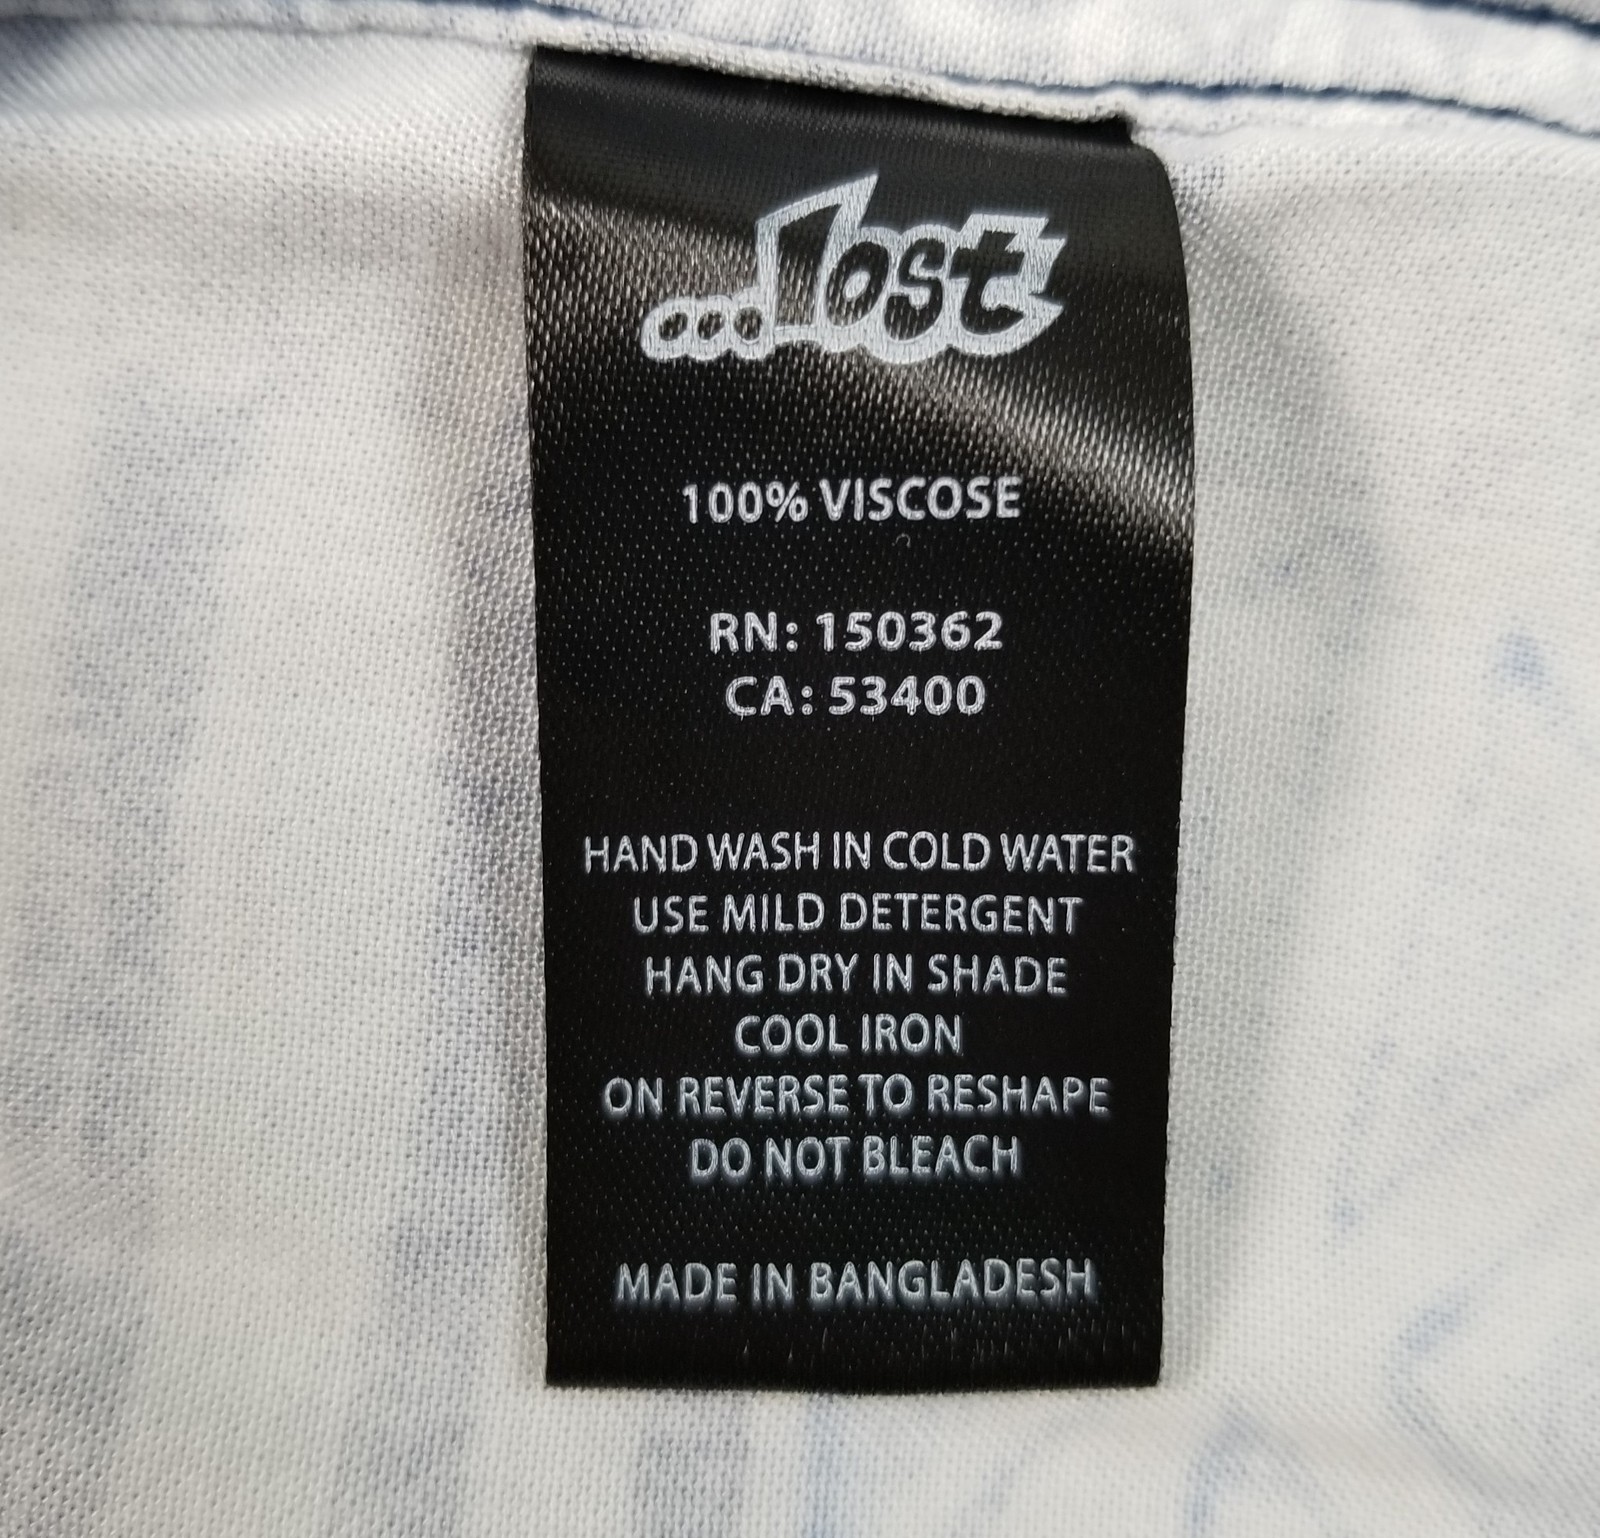 ...Lost
100% VISCOSE
RN: 150362
CA: 53400
HAND WASH IN COLD WATER
USE MILD DETERGENT
HANG DRY IN SHADE
COOL IRON
ON REVERSE TO RESHAPE
DO NOT BLEACH
MADE IN BANGLADESH